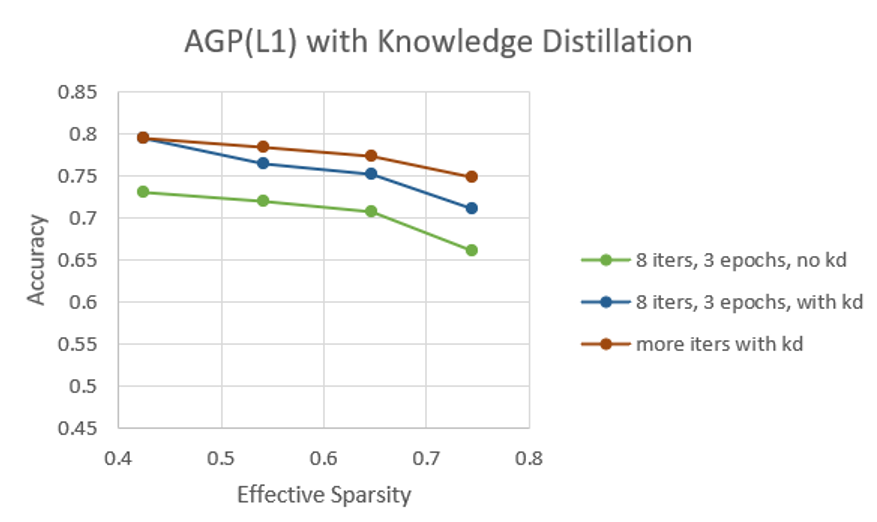 AGP(L1) with Knowledge Distillation
0.85
0.8
0.75
0.7
0.65
0.6
0.55
0.5
0.45
0.4
0.5
0.6
0.7
0.8
Accuracy
Effective Sparsity
8 iters, 3 epochs, no kd
8 iters, 3 epochs, with kd
more iters with kd